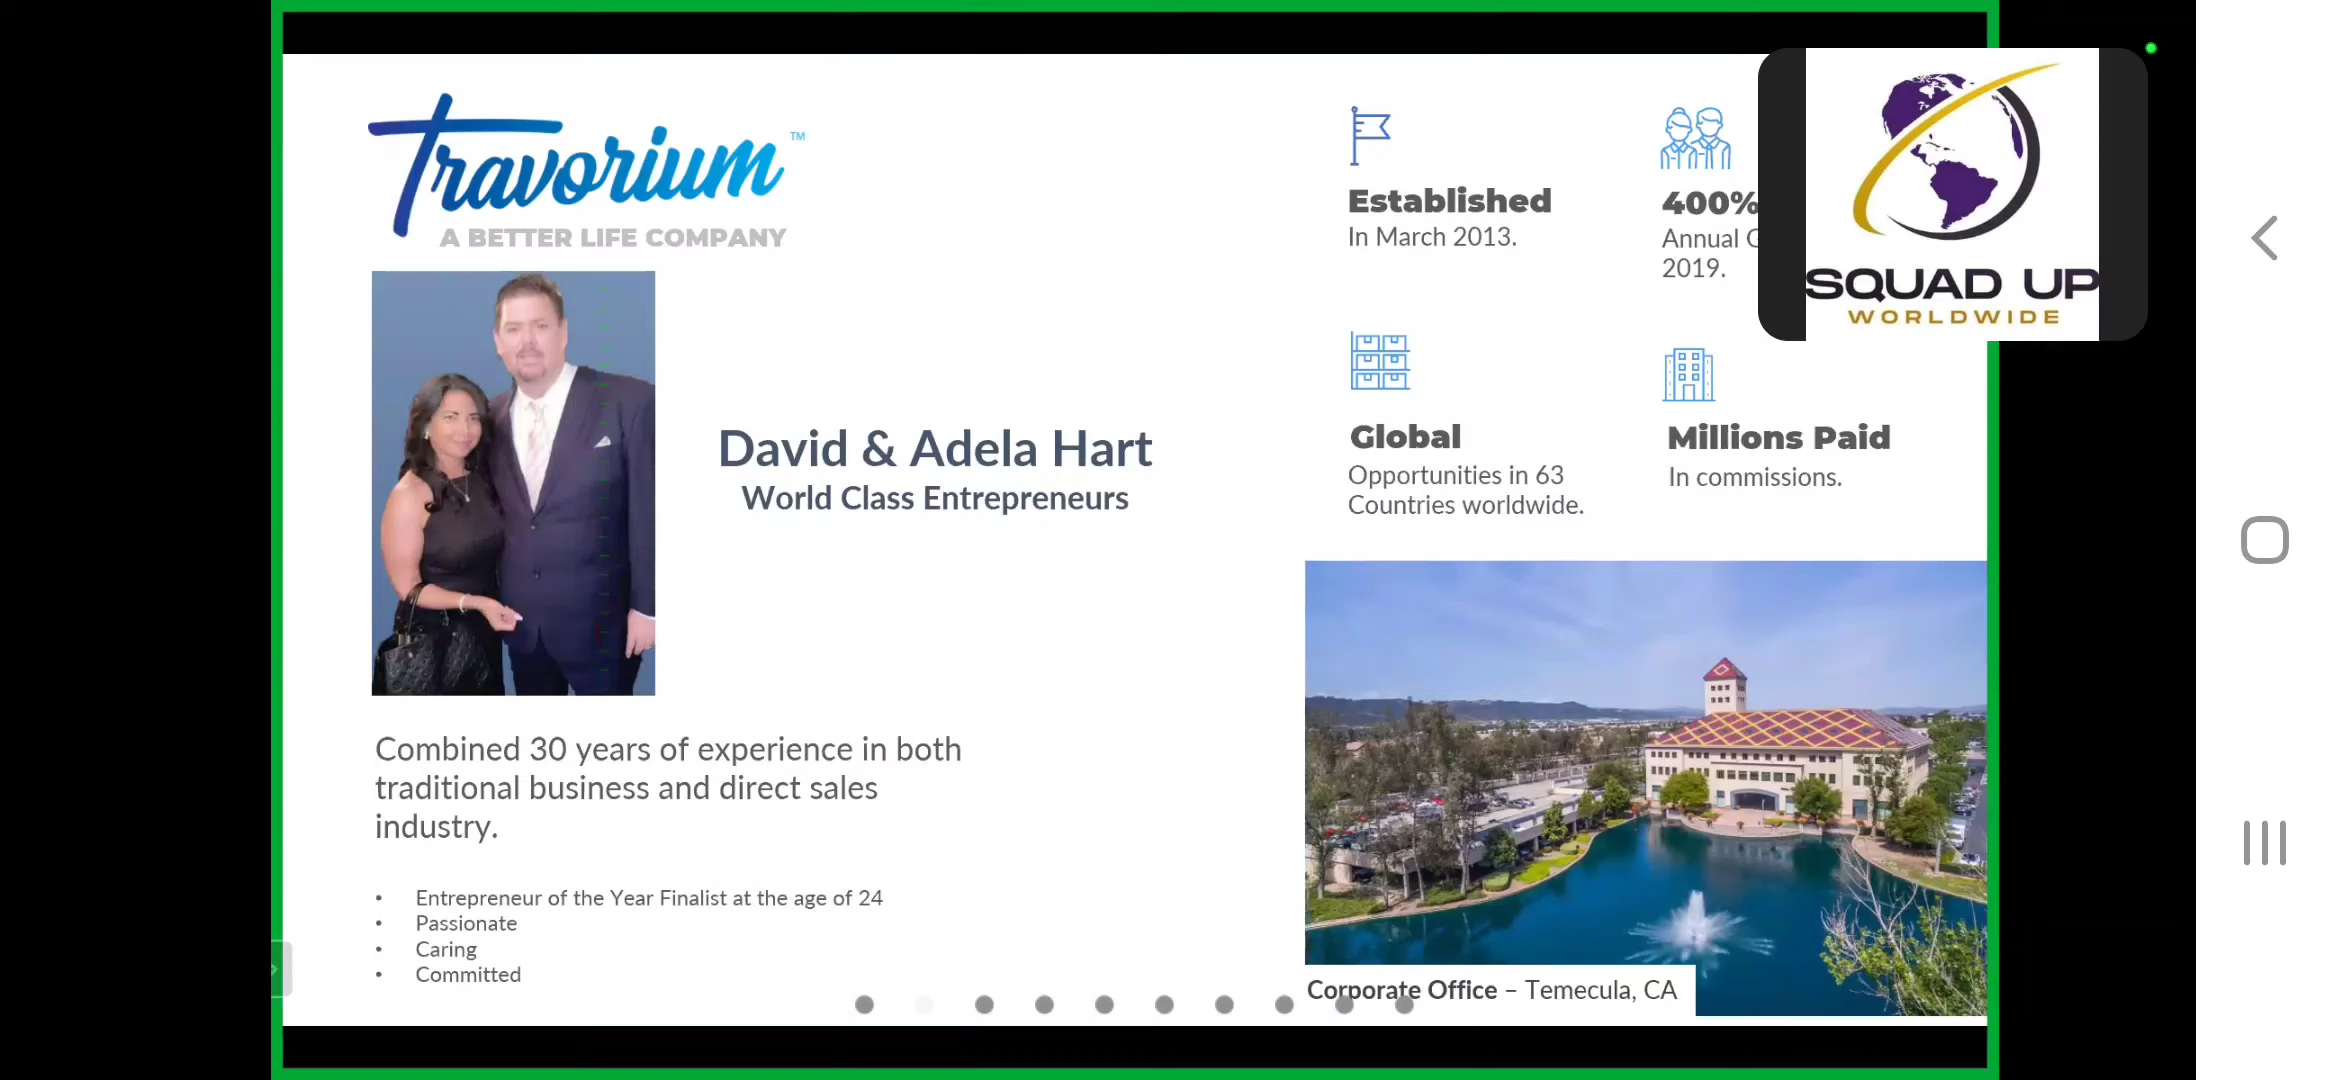 Travorium™
A BETTER LIFE COMPANY
David & Adela Hart
World Class Entrepreneurs
Combined 30 years of experience in both
traditional business and direct sales
industry.
• Entrepreneur of the Year Finalist at the age of 24
• Passionate
• Caring
• Committed
Established
In March 2013.
400%
Annual
2019.
Global
Opportunities in 63
Countries worldwide.
Millions Paid
In commissions.
Corporate Office – Temecula, CA
SQUAD UP
WORLDWIDE